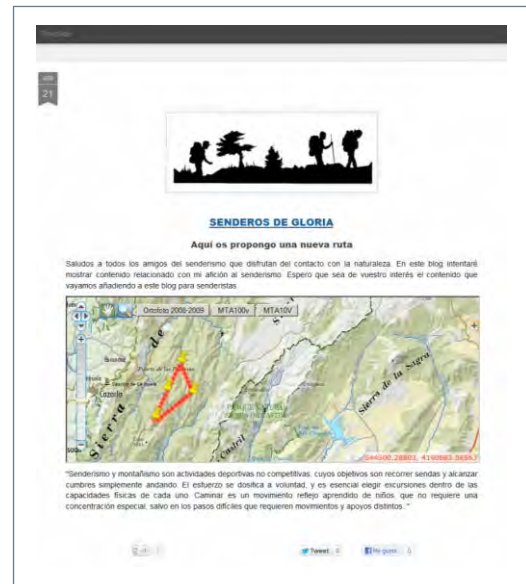 21
SENDEROS DE GLORIA
Aquí os propongo una nueva ruta
Saludos a todos los amigos del senderismo que disfrutan del contacto con la naturaleza. En este blog intentaré
mostrar contenido relacionado con mi afición al senderismo. Espero que sea de vuestro interés el contenido que
vayamos añadiendo a este blog para senderistas.
Ortofoto 2008-2009 MTA100v MTA10V
Cazorla
Sierra de
Castril
Sierra de la Sagra
"Senderismo y montañismo son actividades deportivas no competitivas, cuyos objetivos son recorrer sendas y alcanzar
cumbres simplemente andando. El esfuerzo se dosifica a voluntad, y es esencial elegir excursiones dentro de las
capacidades físicas de cada uno. Caminar es un movimiento reflejo aprendido de niños, que no requiere una
concentración especial, salvo en los pasos difíciles que requieren movimientos y apoyos distintos. "
Tweet 0 Me gusta